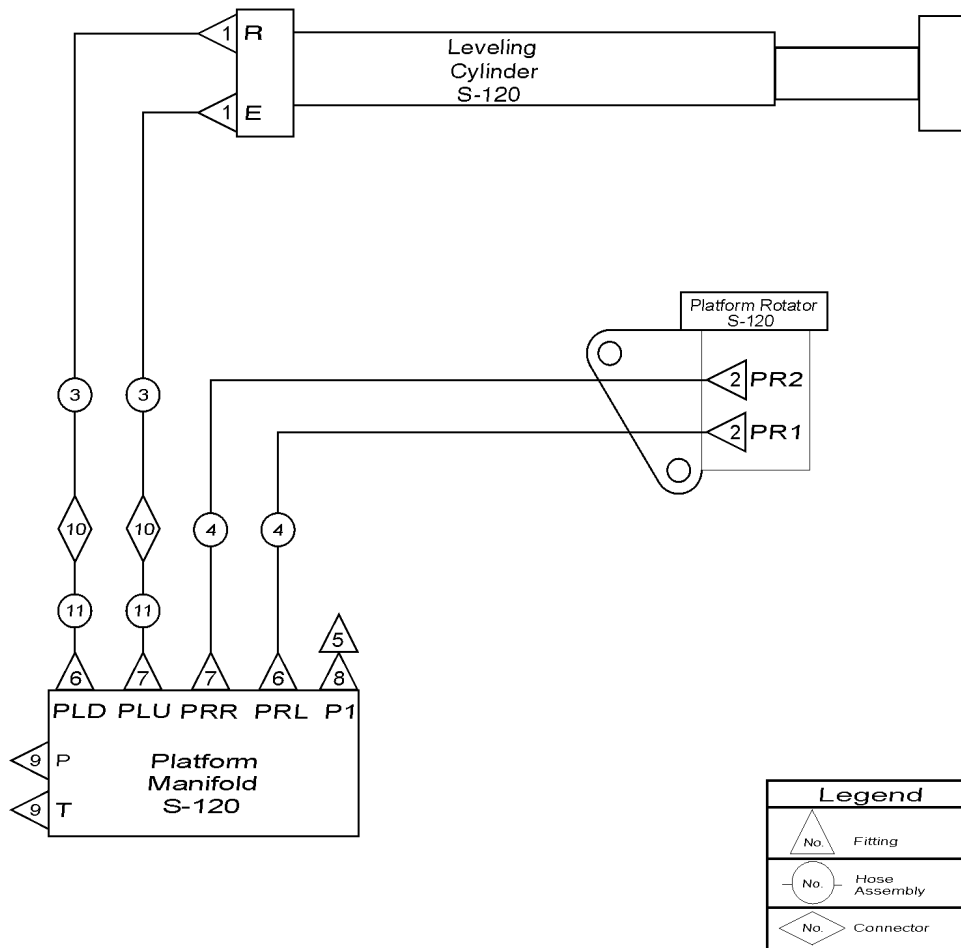 1 R
Leveling
Cylinder
S-120
1 E
Platform Rotator
S-120
2 PR2
2 PR1
3 3
10 10
4 4
11 11
5
6 7 7 6 8
PLD PLU PRR PRL P1
9 P
9 T
Platform
Manifold
S-120
Legend
No. Fitting
No. Hose
Assembly
No. Connector